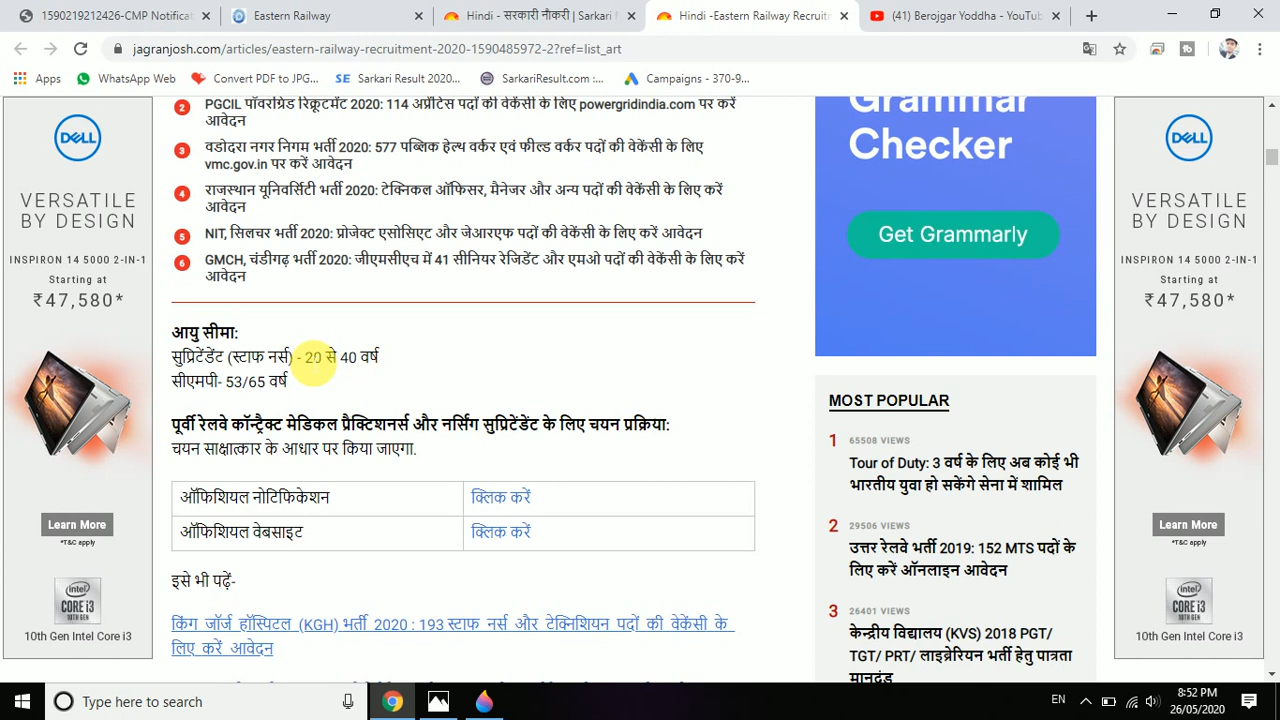 1590219212426-CMP Notificat
Eastern Railway
Hindi - सरकारी नौकरी | Sarkari
Hindi -Eastern Railway Recruitm
(41) Berojgar Yoddha - YouTube
jagranjosh.com/articles/eastern-railway-recruitment-2020-1590485972-2?ref=list_art
Apps
WhatsApp Web
Convert PDF to JPG...
SE Sarkari Result 2020...
SarkariResult.com :...
Campaigns - 370-9...
2 PGCIL पॉवरग्रिड रिक्रूटमेंट 2020: 114 अप्रेंटिस पदों की वेकेंसी के लिए powergridindia.com पर करें
आवेदन
3 वडोदरा नगर निगम भर्ती 2020: 577 पब्लिक हेल्थ वर्कर एवं फील्ड वर्कर पदों की वेकेंसी के लिए
vmc.gov.in पर करें आवेदन
4 राजस्थान यूनिवर्सिटी भर्ती 2020: टेक्निकल ऑफिसर, मैनेजर और अन्य पदों की वेकेंसी के लिए करें
आवेदन
5 NIT, सिलचर भर्ती 2020: प्रोजेक्ट एसोसिएट और जेआरएफ पदों की वेकेंसी के लिए करें आवेदन
6 GMCH, चंडीगढ़ भर्ती 2020: जीएमसीएच में 41 सीनियर रेजिडेंट और एमओ पदों की वेकेंसी के लिए करें
आवेदन
आयु सीमा:
सुप्रिटेंडेंट (स्टाफ नर्स) - 20 से 40 वर्ष
सीएमपी- 53/65 वर्ष
पूर्वी रेलवे कॉन्ट्रैक्ट मेडिकल प्रैक्टिशनर्स और नर्सिंग सुप्रिटेंडेंट के लिए चयन प्रक्रिया:
चयन साक्षात्कार के आधार पर किया जाएगा.
ऑफिशियल नोटिफिकेशन क्लिक करें
ऑफिशियल वेबसाइट क्लिक करें
इसे भी पढ़ें-
किंग जॉर्ज हॉस्पिटल (KGH) भर्ती 2020 : 193 स्टाफ नर्स और टेक्निशियन पदों की वेकेंसी के
लिए करें आवेदन
DELL
VERSATILE
BY DESIGN
INSPIRON 14 5000 2-IN-1
Starting at
₹47,580*
Learn More
*T&C apply
intel
CORE i3
10TH GEN
10th Gen Intel Core i3
Grammar
Checker
Get Grammarly
MOST POPULAR
1 65508 VIEWS
Tour of Duty: 3 वर्ष के लिए अब कोई भी
भारतीय युवा हो सकेंगे सेना में शामिल
2 29506 VIEWS
उत्तर रेलवे भर्ती 2019: 152 MTS पदों के
लिए करें ऑनलाइन आवेदन
3 26401 VIEWS
केन्द्रीय विद्यालय (KVS) 2018 PGT/
TGT/ PRT/ लाइब्रेरियन भर्ती हेतु पात्रता
मानदंड
DELL
VERSATILE
BY DESIGN
INSPIRON 14 5000 2-IN-1
Starting at
₹47,580*
Learn More
*T&C apply
intel
CORE i3
10TH GEN
10th Gen Intel Core i3
Type here to search
EN
8:52 PM
26/05/2020